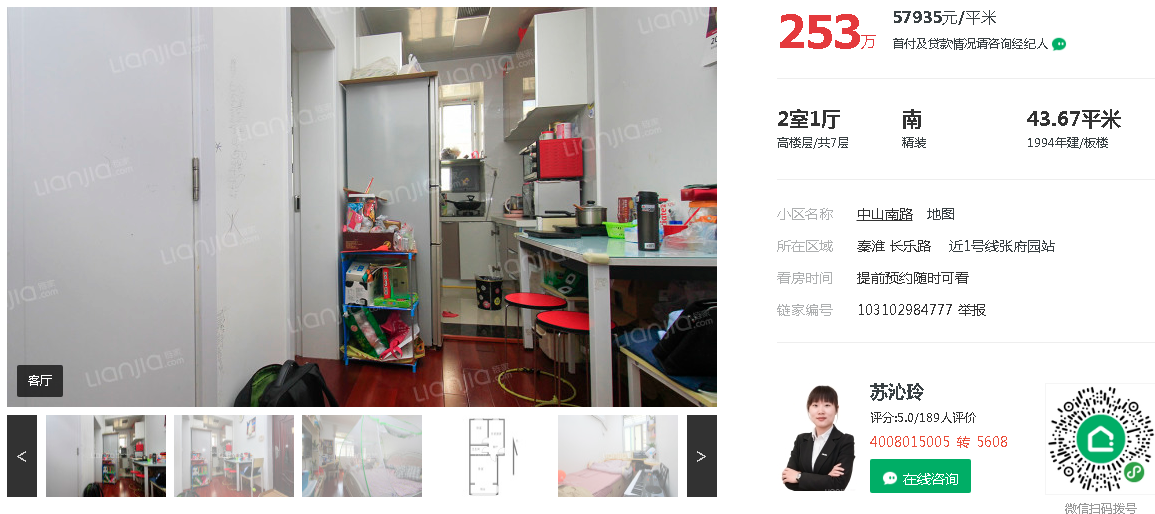 253万
57935元/平米
首付及贷款情况请咨询经纪人
2室1厅
高楼层/共7层
南
精装
43.67平米
1994年建/板楼
小区名称 中山南路 地图
所在区域 秦淮 长乐路 近1号线张府园站
看房时间 提前预约随时可看
链家编号 103102984777 举报
客厅
<
>
苏沁玲
评分:5.0/189人评价
4008015005 转 5608
在线咨询
微信扫码拨号
Lianjia.com